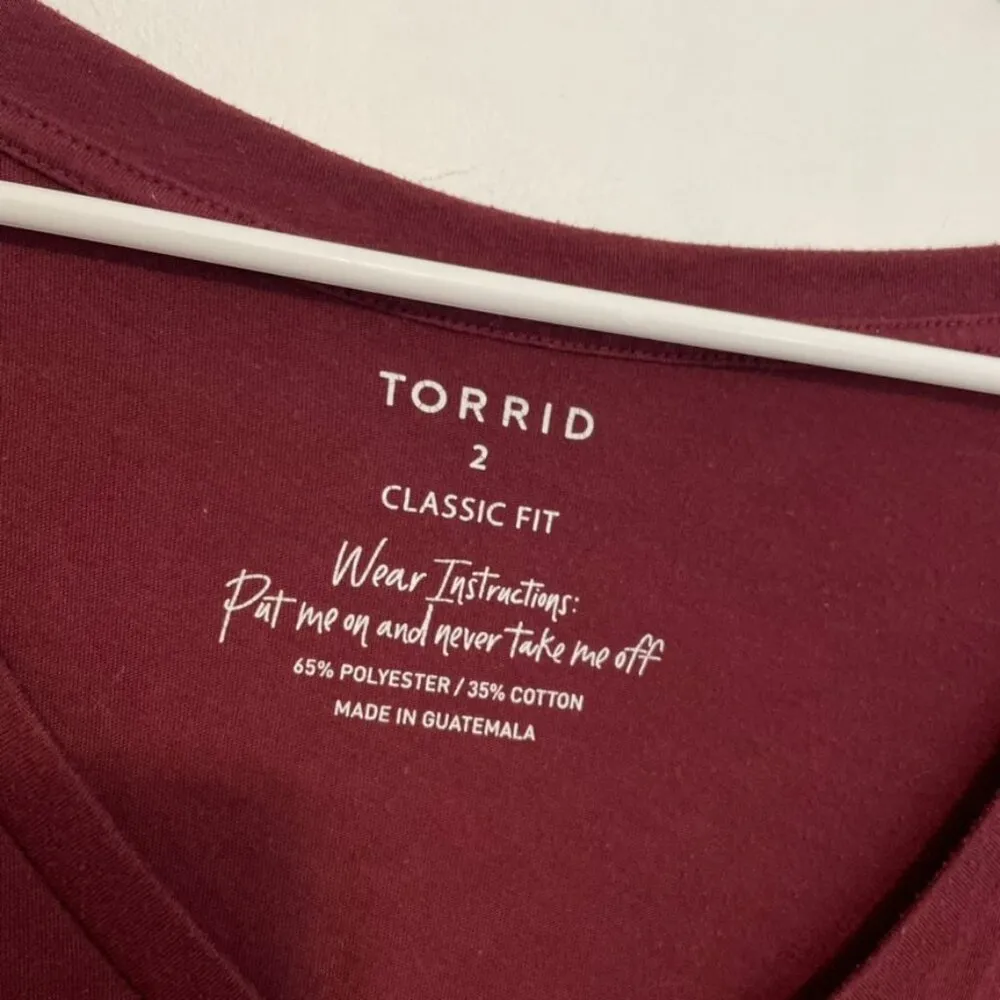 TORRID
2
CLASSIC FIT
Wear Instructions:
Put me on and never take me off
65% POLYESTER / 35% COTTON
MADE IN GUATEMALA